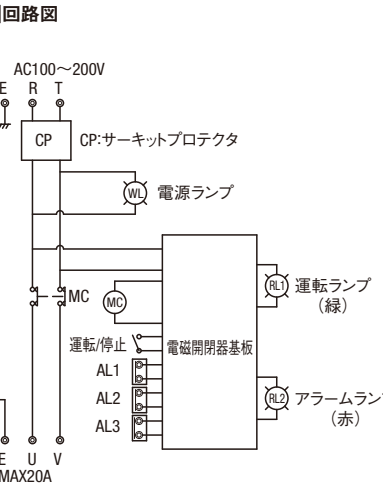 回路図
AC100～200V
E R T
CP CP:サーキットプロテクタ
WL 電源ランプ
MC
MC
RL1 運転ランプ
(緑)
運転/停止 電磁開閉器基板
AL1
AL2
AL3
RL2 アラームラン
(赤)
E U V
MAX20A